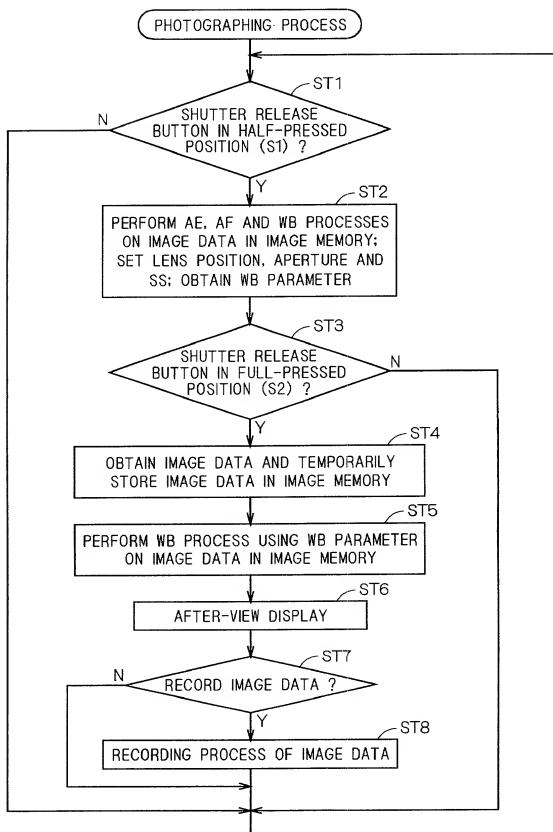 PHOTOGRAPHING PROCESS
ST1
N
SHUTTER RELEASE
BUTTON IN HALF-PRESSED
POSITION (S1) ?
Y
ST2
PERFORM AE, AF AND WB PROCESSES
ON IMAGE DATA IN IMAGE MEMORY;
SET LENS POSITION, APERTURE AND
SS; OBTAIN WB PARAMETER
ST3
SHUTTER RELEASE
BUTTON IN FULL-PRESSED
POSITION (S2) ?
N
Y
ST4
OBTAIN IMAGE DATA AND TEMPORARILY
STORE IMAGE DATA IN IMAGE MEMORY
ST5
PERFORM WB PROCESS USING WB PARAMETER
ON IMAGE DATA IN IMAGE MEMORY
ST6
AFTER-VIEW DISPLAY
ST7
N
RECORD IMAGE DATA ?
Y
ST8
RECORDING PROCESS OF IMAGE DATA